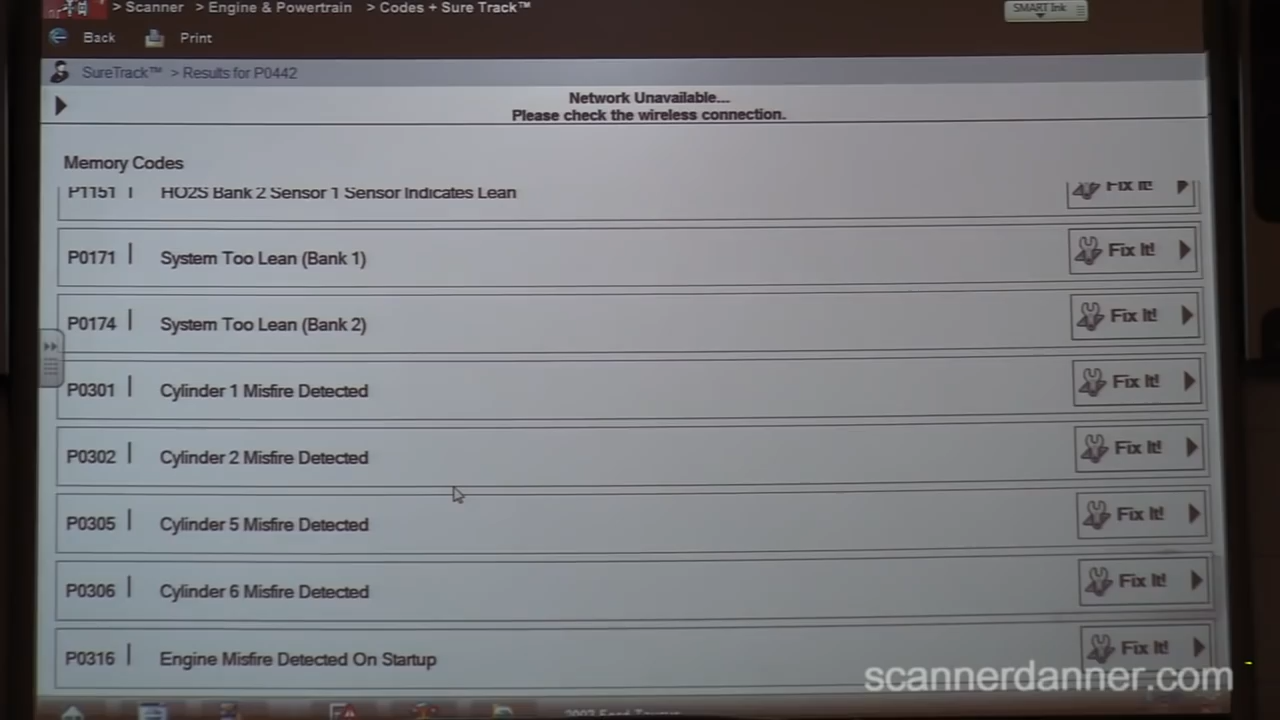 > Scanner > Engine & Powertrain > Codes + Sure Track™
SMART Ink
Back Print
SureTrack™ > Results for P0442
Network Unavailable...
Please check the wireless connection.
Memory Codes
P1151 HO2S Bank 2 Sensor 1 Sensor Indicates Lean Fix It!
P0171 System Too Lean (Bank 1) Fix It!
P0174 System Too Lean (Bank 2) Fix It!
P0301 Cylinder 1 Misfire Detected Fix It!
P0302 Cylinder 2 Misfire Detected Fix It!
P0305 Cylinder 5 Misfire Detected Fix It!
P0306 Cylinder 6 Misfire Detected Fix It!
P0316 Engine Misfire Detected On Startup Fix It!
scannerdanner.com